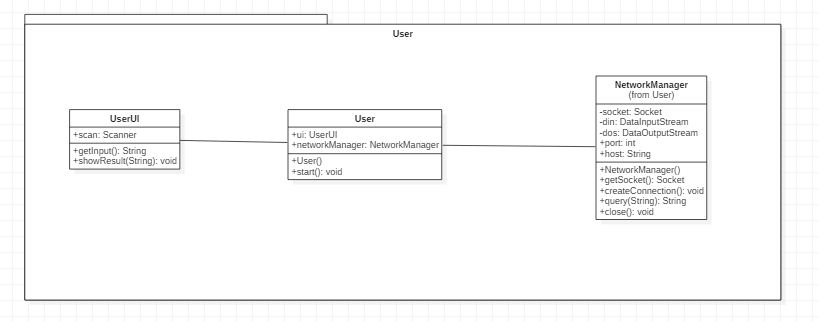 User
UserUI
+scan: Scanner
+getInput(): String
+showResult(String): void
User
+ui: UserUI
+networkManager: NetworkManager
+User()
+start(): void
NetworkManager
(from User)
-socket: Socket
-din: DataInputStream
-dos: DataOutputStream
+port: int
+host: String
+NetworkManager()
+getSocket(): Socket
+createConnection(): void
+query(String): String
+close(): void